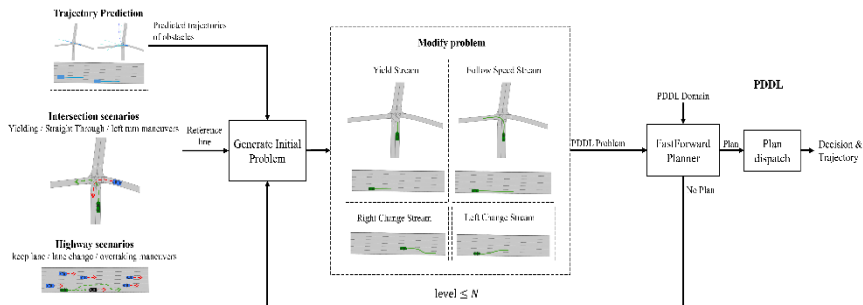 Trajectory Prediction
Predicted trajectories
of obstacles
Intersection scenarios
Yielding / Straight Through / left turn maneuvers
Reference
line
Generate Initial
Problem
Highway scenarios
keep lane / lane change / overtaking maneuvers
Modify problem
Yield Stream
Follow Speed Stream
Right Change Stream
Left Change Stream
level ≤ N
PDDL Problem
PDDL
PDDL Domain
FastForward
Planner
Plan
No Plan
Plan
dispatch
Decision &
Trajectory